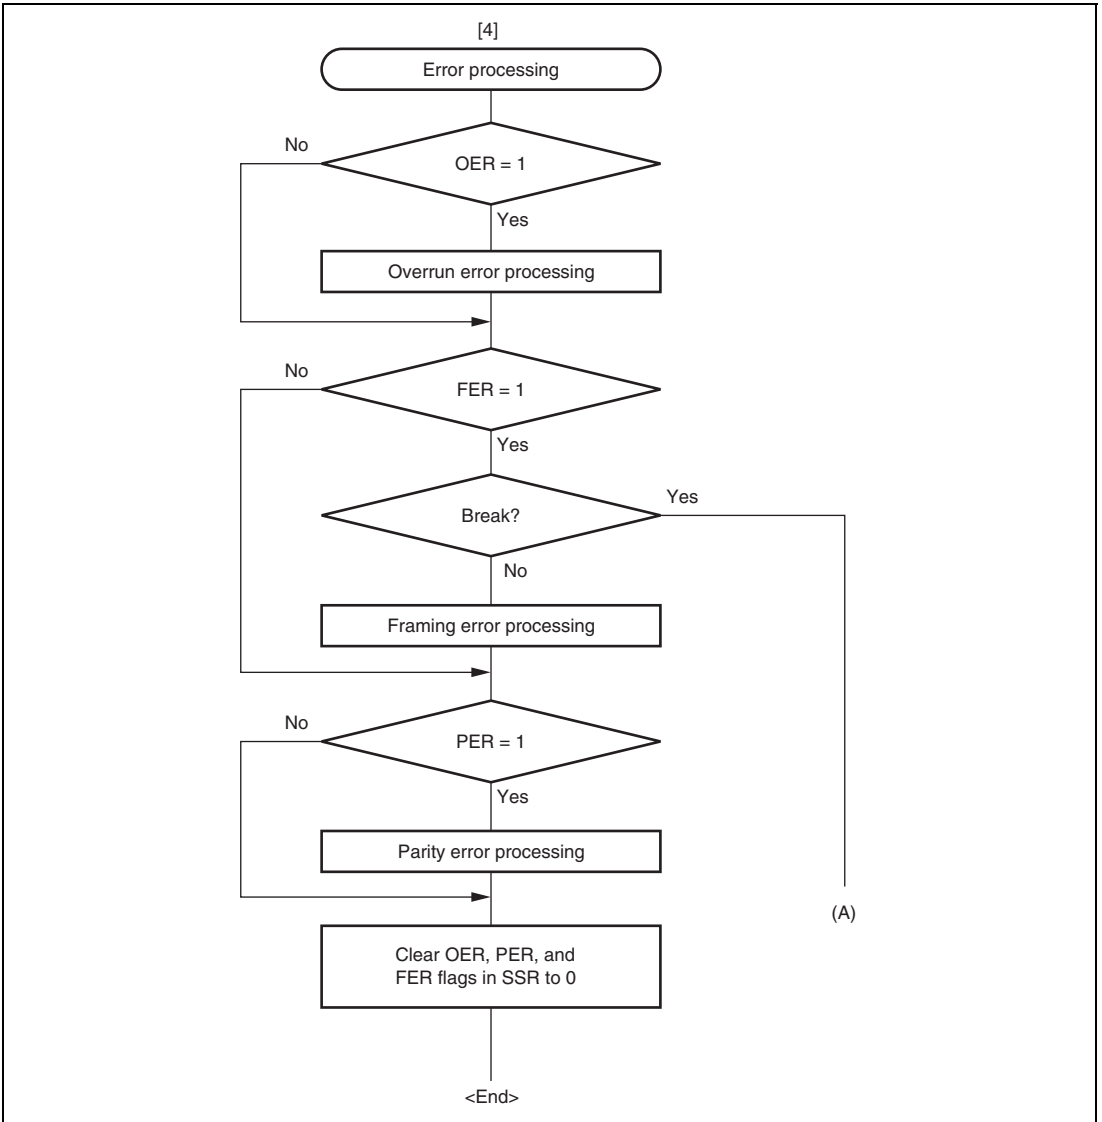 [4]
Error processing
No
OER = 1
Yes
Overrun error processing
No
FER = 1
Yes
Yes
Break?
No
Framing error processing
No
PER = 1
Yes
Parity error processing
(A)
Clear OER, PER, and
FER flags in SSR to 0
<End>